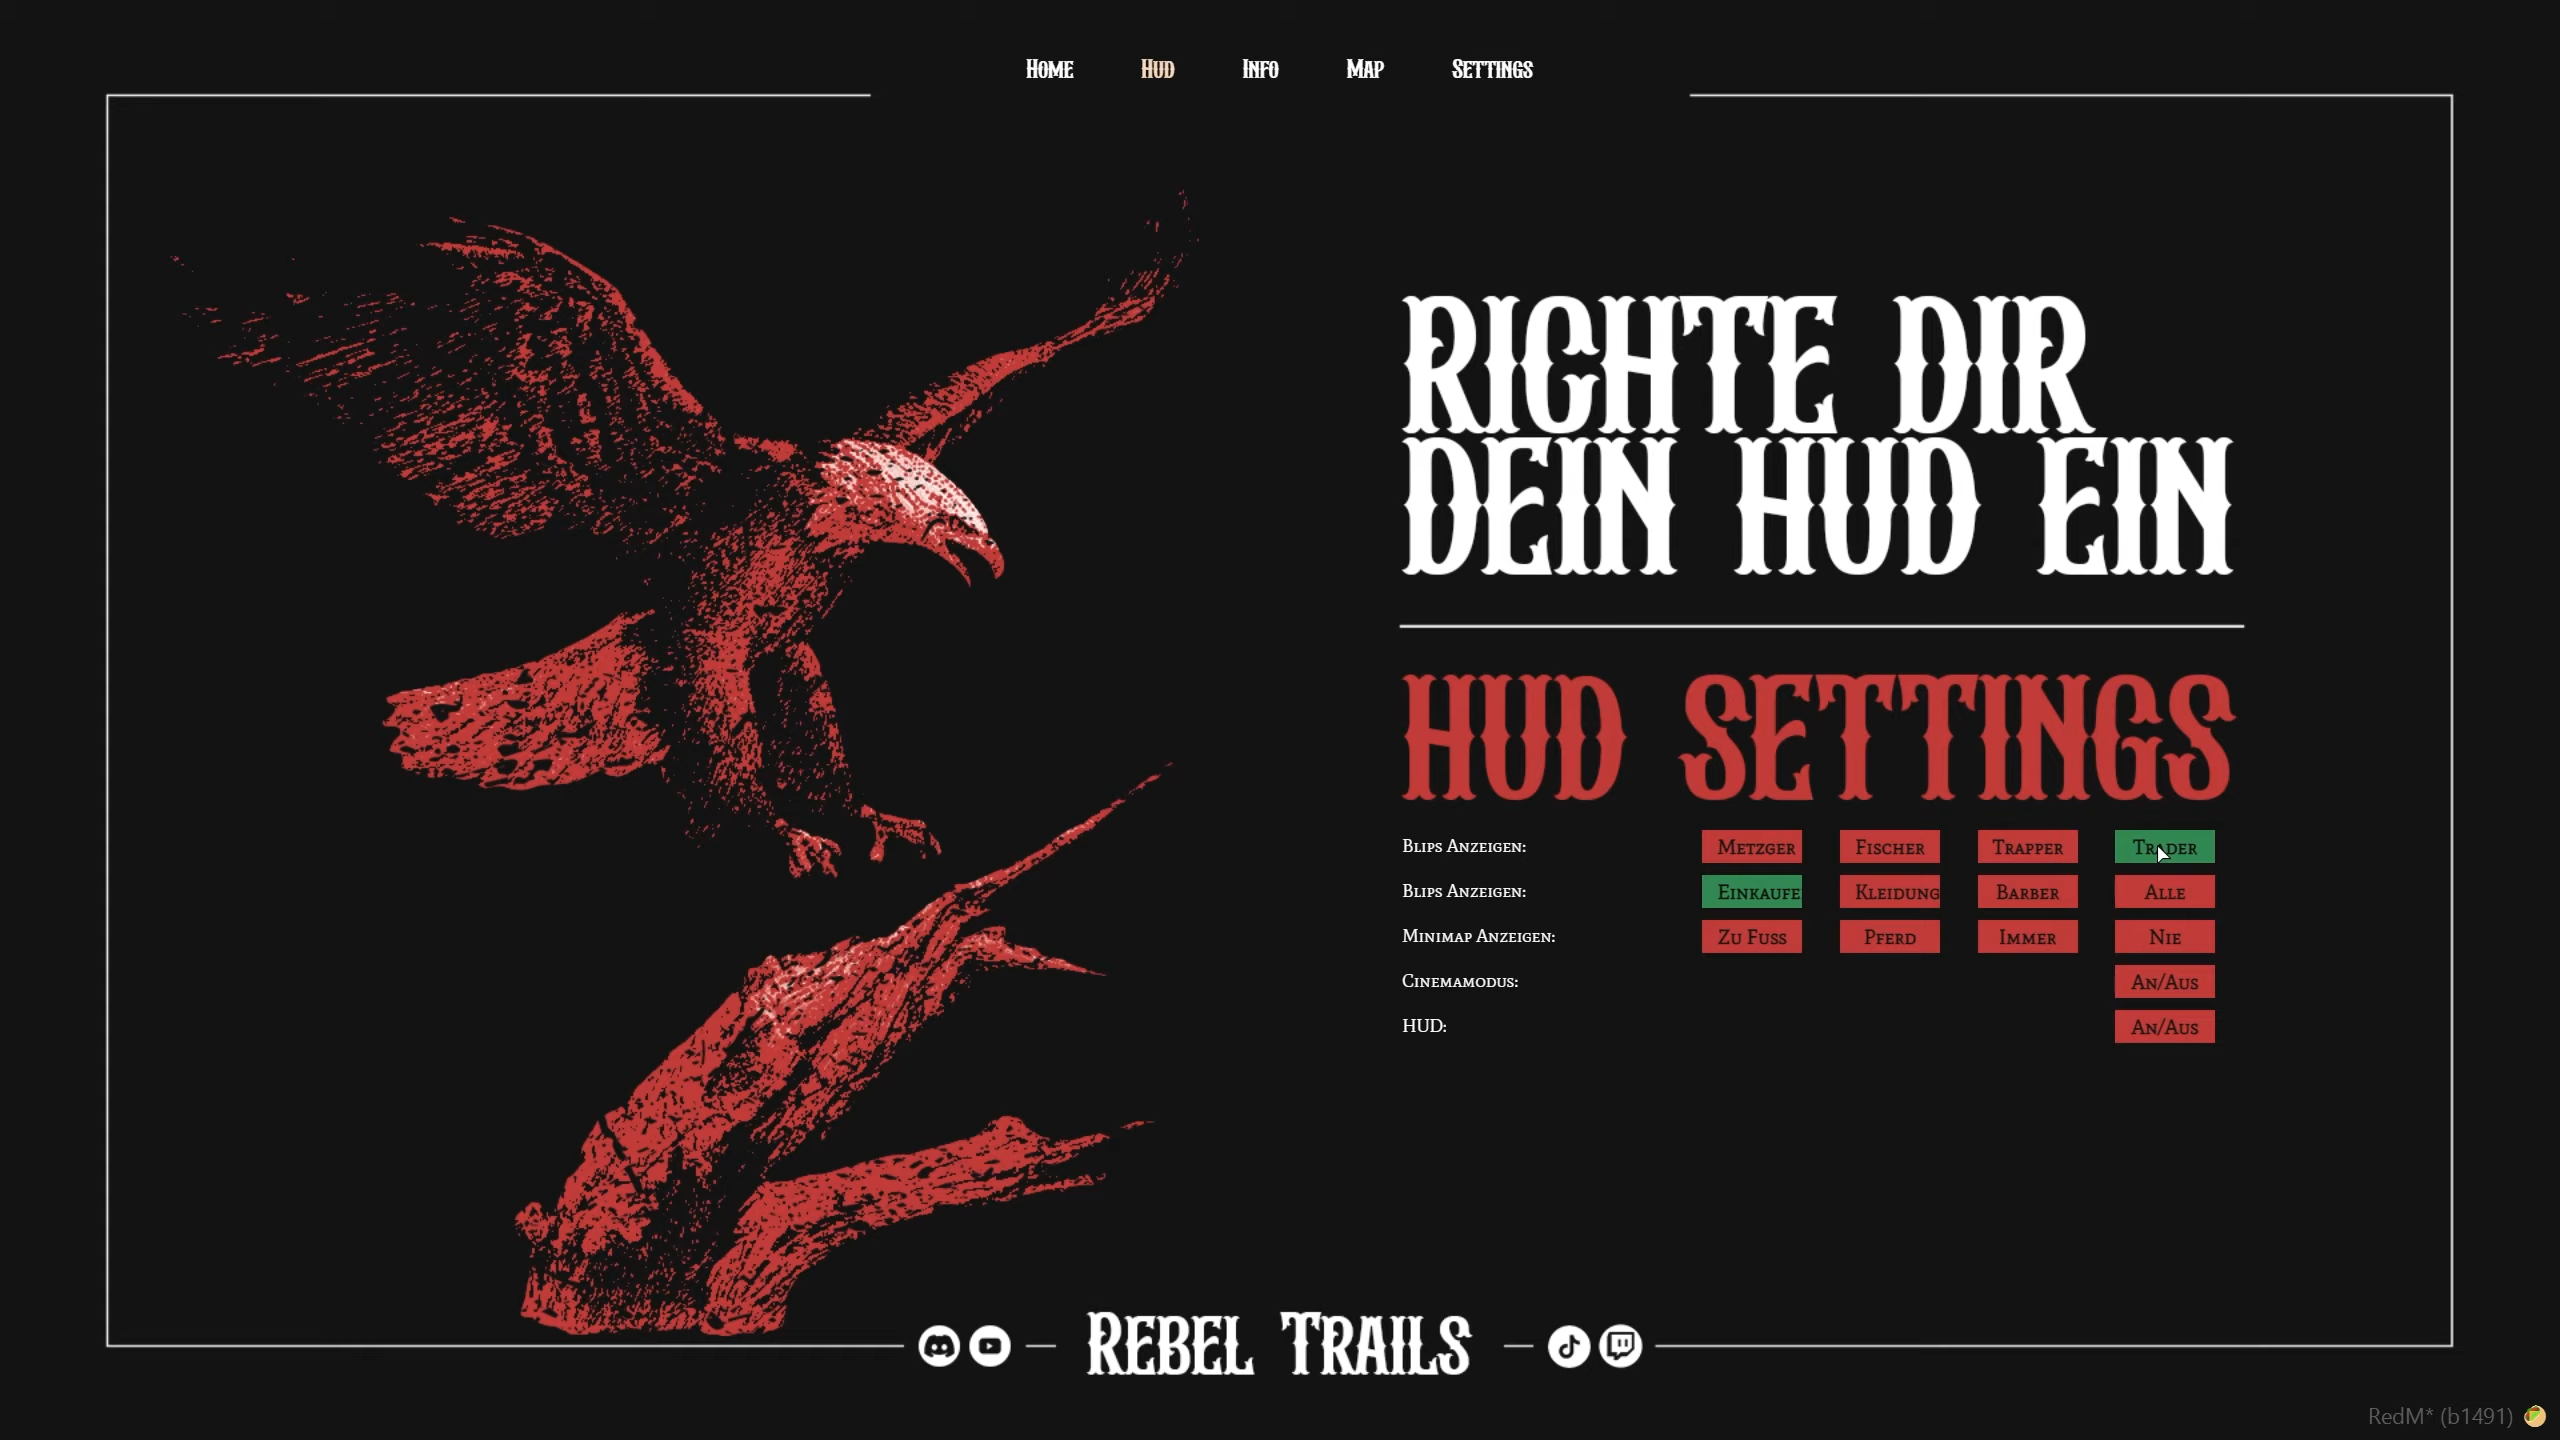 Home Hud Info Map Settings
RICHTE DIR
DEIN HUD EIN
HUD SETTINGS
Blips Anzeigen: Metzger Fischer Trapper Trader
Blips Anzeigen: Einkaufe Kleidung Barber Alle
Minimap Anzeigen: Zu Fuss Pferd Immer Nie
Cinemamodus: An/Aus
HUD: An/Aus
Rebel Trails
RedM* (b1491)